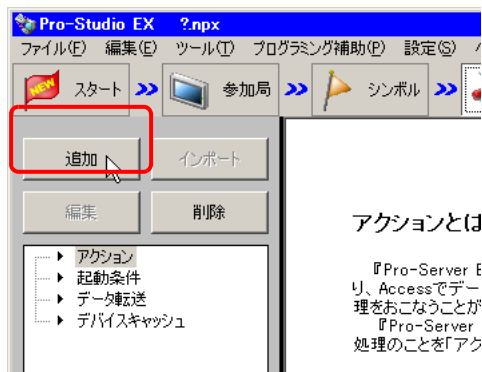 Pro-Studio EX   ?.npx
ファイル(F) 編集(E) ツール(T) プログラミング補助(P) 設定(S)
NEW スタート >> 参加局 >> シンボル >>
追加 インポート
編集 削除
アクション
起動条件
データ転送
デバイスキャッシュ
アクションとは
『Pro-Server E
り、Accessでデー
理をおこなうことが
『Pro-Server
処理のことを「アク